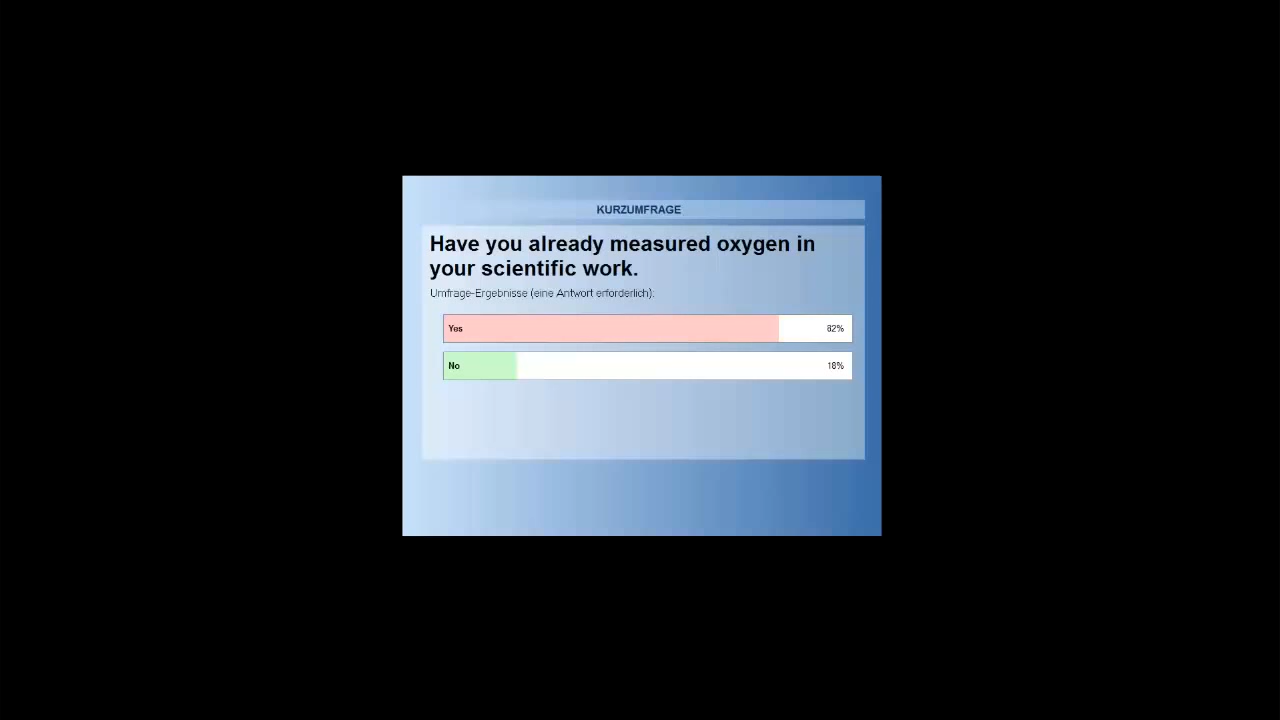 KURZUMFRAGE
Have you already measured oxygen in
your scientific work.
Umfrage-Ergebnisse (eine Antwort erforderlich):
Yes 82%
No 18%